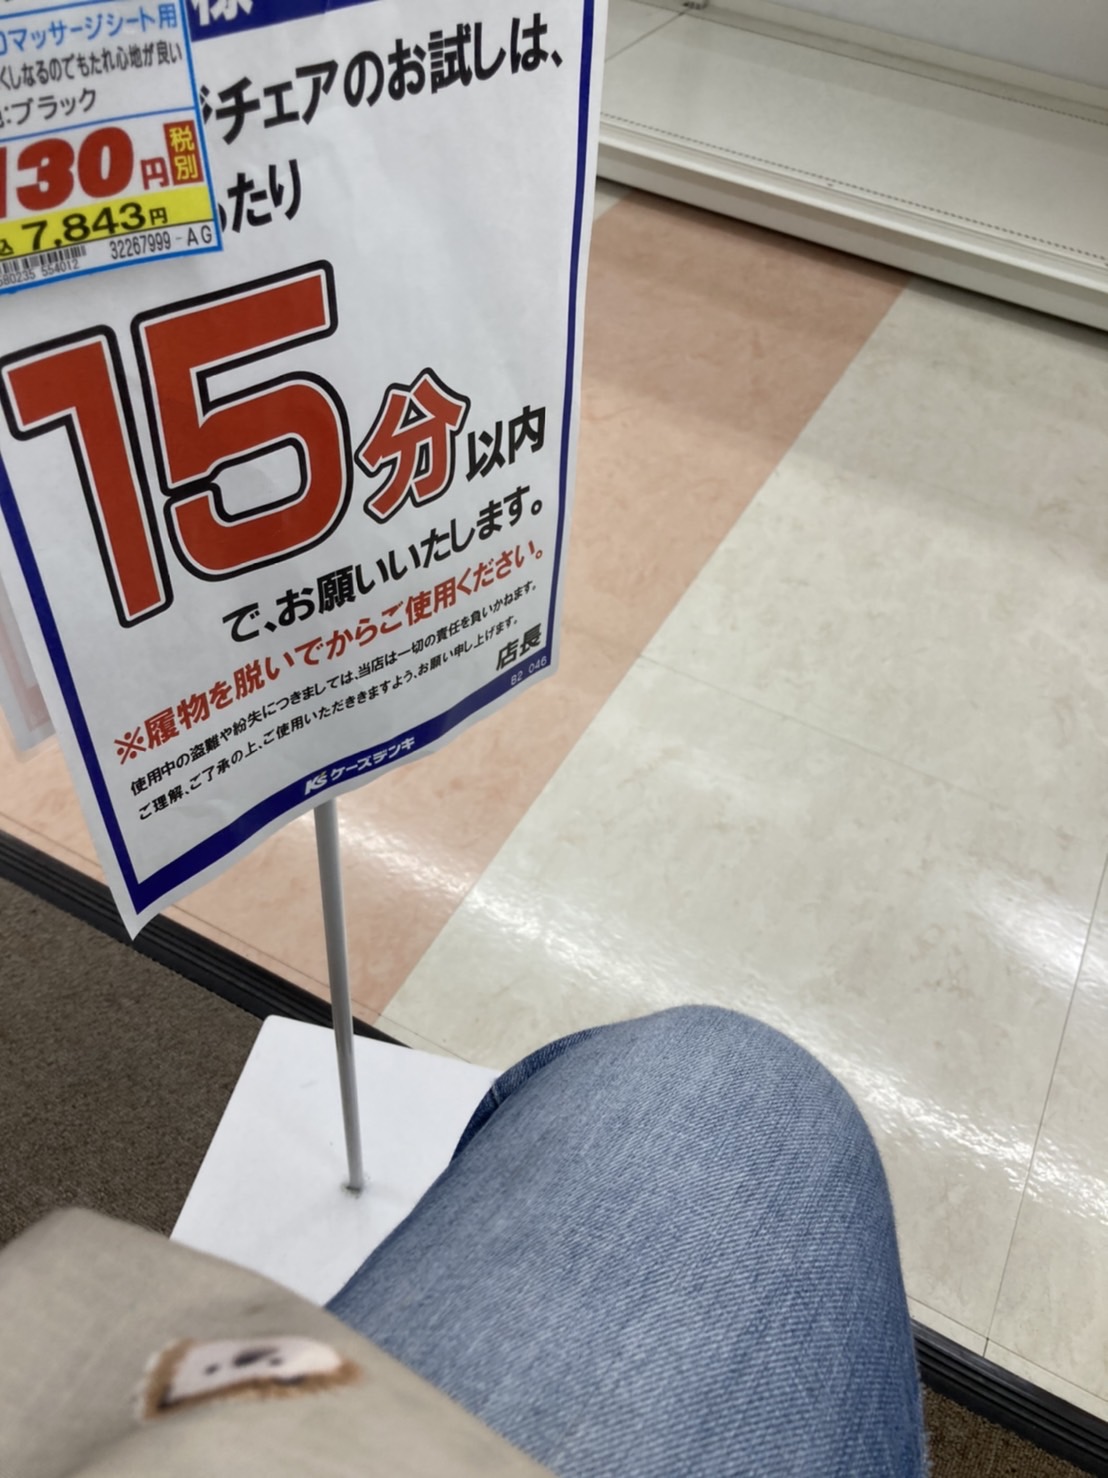 様
マッサージシート用
くしなるのでもたれ心地が良い
:ブラック
130円 税別
込 7,843円
32267999-AG
580235 554012
チェアのお試しは、
たり
15分以内
で、お願いいたします。
※履物を脱いでからご使用ください。
使用中の盗難や紛失につきましては、当店は一切の責任を負いかねます。
ご理解、ご了承の上、ご使用いただききますよう、お願い申し上げます。
店長
B2 046
K's ケーズデンキ